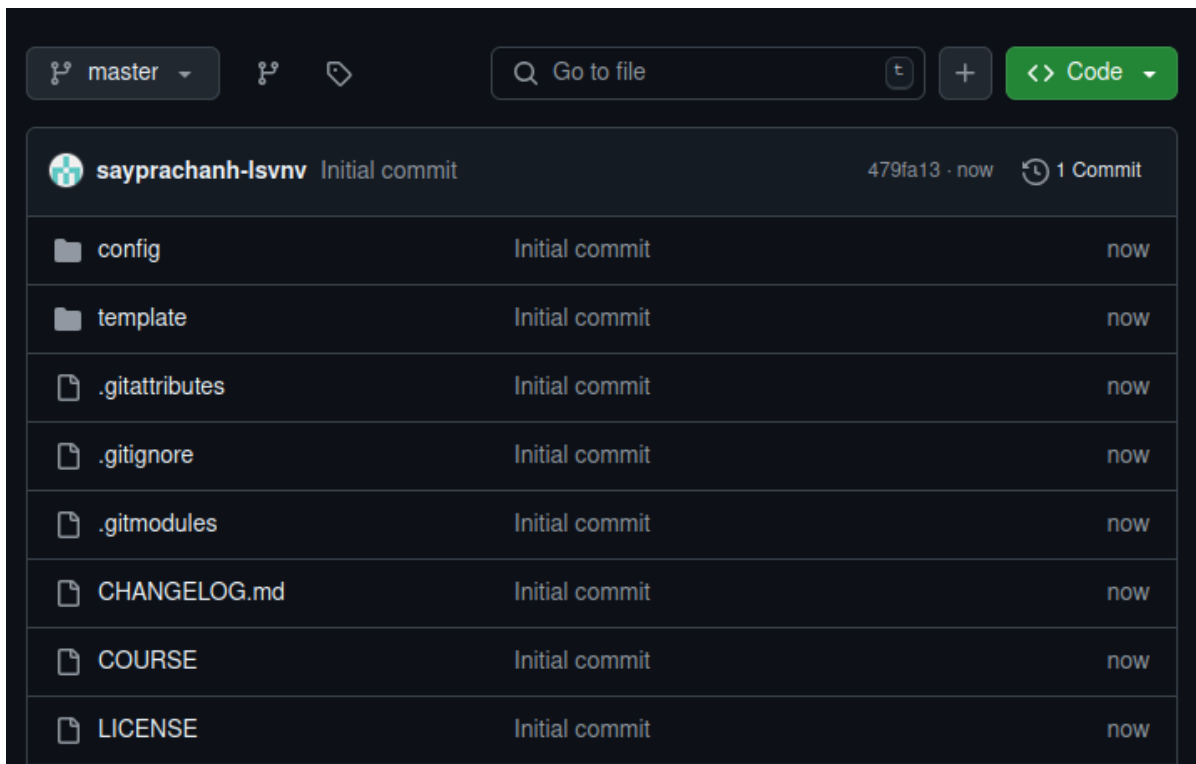 master Go to file t + <> Code
sayprachanh-lsvnv Initial commit 479fa13 · now 1 Commit
config Initial commit now
template Initial commit now
.gitattributes Initial commit now
.gitignore Initial commit now
.gitmodules Initial commit now
CHANGELOG.md Initial commit now
COURSE Initial commit now
LICENSE Initial commit now